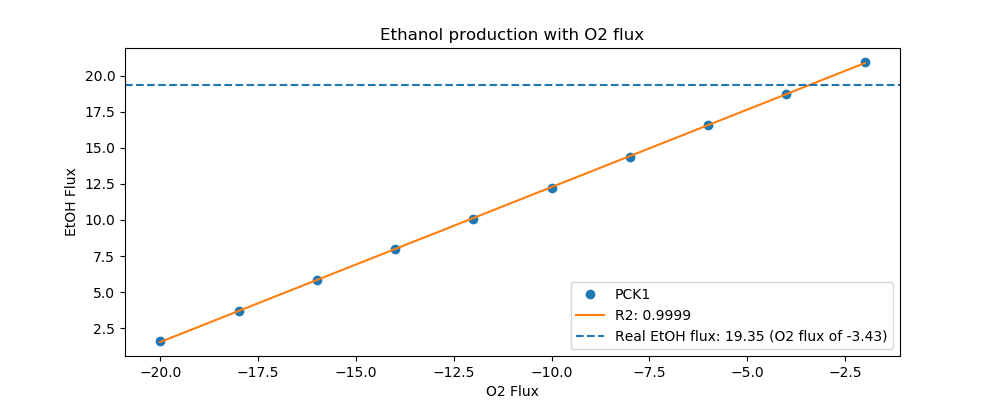 Ethanol production with O2 flux
EtOH Flux
20.0
17.5
15.0
12.5
10.0
7.5
5.0
2.5
PCK1
R2: 0.9999
Real EtOH flux: 19.35 (O2 flux of -3.43)
−20.0 −17.5 −15.0 −12.5 −10.0 −7.5 −5.0 −2.5
O2 Flux